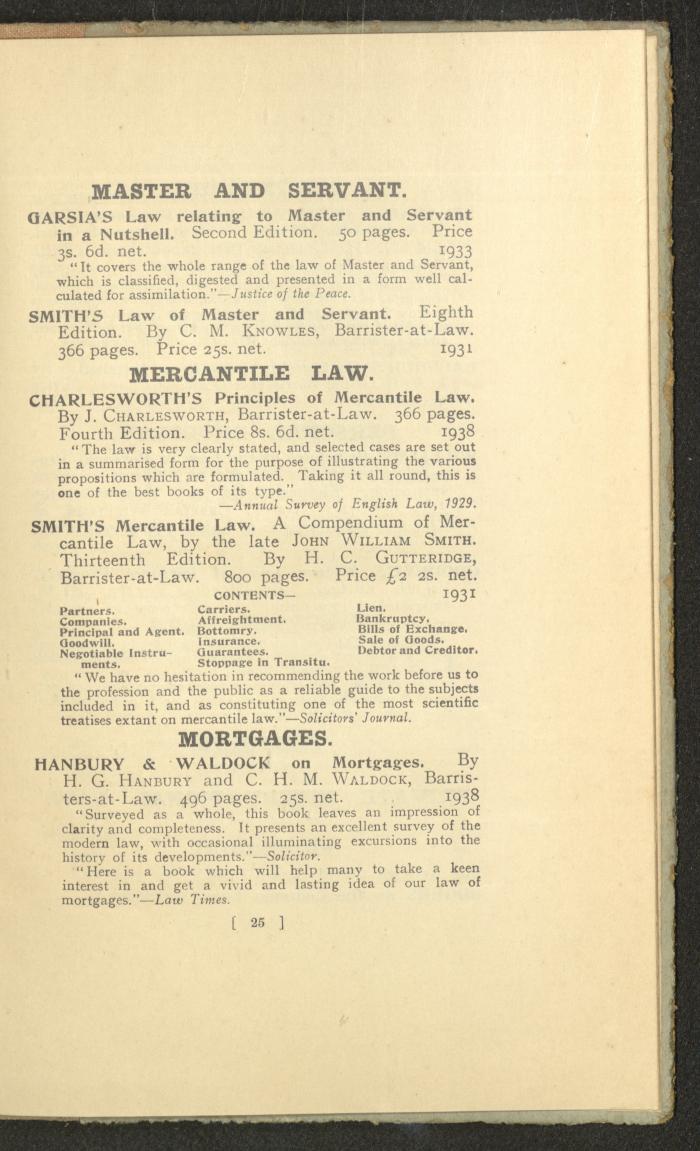 MASTER AND SERVANT.
GARSIA'S Law relating to Master and Servant
in a Nutshell. Second Edition. 50 pages. Price
3s. 6d. net. 1933
"It covers the whole range of the law of Master and Servant,
which is classified, digested and presented in a form well cal-
culated for assimilation."—Justice of the Peace.
SMITH'S Law of Master and Servant. Eighth
Edition. By C. M. KNOWLES, Barrister-at-Law.
366 pages. Price 25s. net. 1931
MERCANTILE LAW.
CHARLESWORTH'S Principles of Mercantile Law.
By J. CHARLESWORTH, Barrister-at-Law. 366 pages.
Fourth Edition. Price 8s. 6d. net. 1938
"The law is very clearly stated, and selected cases are set out
in a summarised form for the purpose of illustrating the various
propositions which are formulated. Taking it all round, this is
one of the best books of its type."
—Annual Survey of English Law, 1929.
SMITH'S Mercantile Law. A Compendium of Mer-
cantile Law, by the late JOHN WILLIAM SMITH.
Thirteenth Edition. By H. C. GUTTERIDGE,
Barrister-at-Law. 800 pages. Price £2 2s. net.
CONTENTS— 1931
Partners. Carriers. Lien.
Companies. Affreightment. Bankruptcy.
Principal and Agent. Bottomry. Bills of Exchange.
Goodwill. Insurance. Sale of Goods.
Negotiable Instru- Guarantees. Debtor and Creditor.
ments. Stoppage in Transitu.
"We have no hesitation in recommending the work before us to
the profession and the public as a reliable guide to the subjects
included in it, and as constituting one of the most scientific
treatises extant on mercantile law."—Solicitors' Journal.
MORTGAGES.
HANBURY & WALDOCK on Mortgages. By
H. G. HANBURY and C. H. M. WALDOCK, Barris-
ters-at-Law. 496 pages. 25s. net. 1938
"Surveyed as a whole, this book leaves an impression of
clarity and completeness. It presents an excellent survey of the
modern law, with occasional illuminating excursions into the
history of its developments."—Solicitor.
"Here is a book which will help many to take a keen
interest in and get a vivid and lasting idea of our law of
mortgages."—Law Times.
[ 25 ]